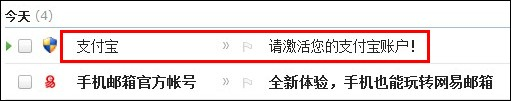 今天 (4)
支付宝 » 请激活您的支付宝账户!
手机邮箱官方帐号 » 全新体验，手机也能玩转网易邮箱